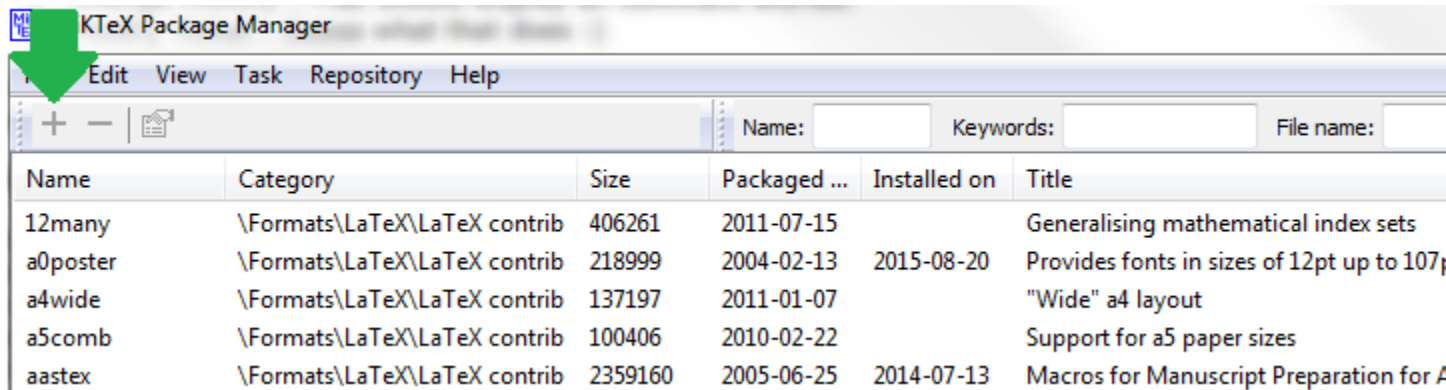 KTeX Package Manager
Edit View Task Repository Help
Name: Keywords: File name:
Name Category Size Packaged ... Installed on Title
12many \Formats\LaTeX\LaTeX contrib 406261 2011-07-15 Generalising mathematical index sets
a0poster \Formats\LaTeX\LaTeX contrib 218999 2004-02-13 2015-08-20 Provides fonts in sizes of 12pt up to 107p
a4wide \Formats\LaTeX\LaTeX contrib 137197 2011-01-07 "Wide" a4 layout
a5comb \Formats\LaTeX\LaTeX contrib 100406 2010-02-22 Support for a5 paper sizes
aastex \Formats\LaTeX\LaTeX contrib 2359160 2005-06-25 2014-07-13 Macros for Manuscript Preparation for A